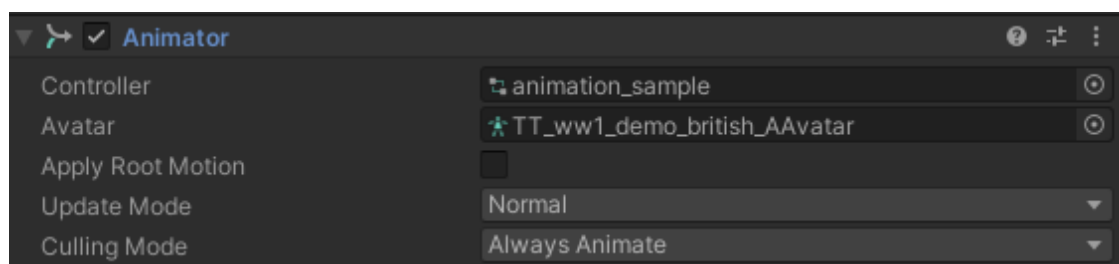 Animator
Controller animation_sample
Avatar TT_ww1_demo_british_AAvatar
Apply Root Motion
Update Mode Normal
Culling Mode Always Animate